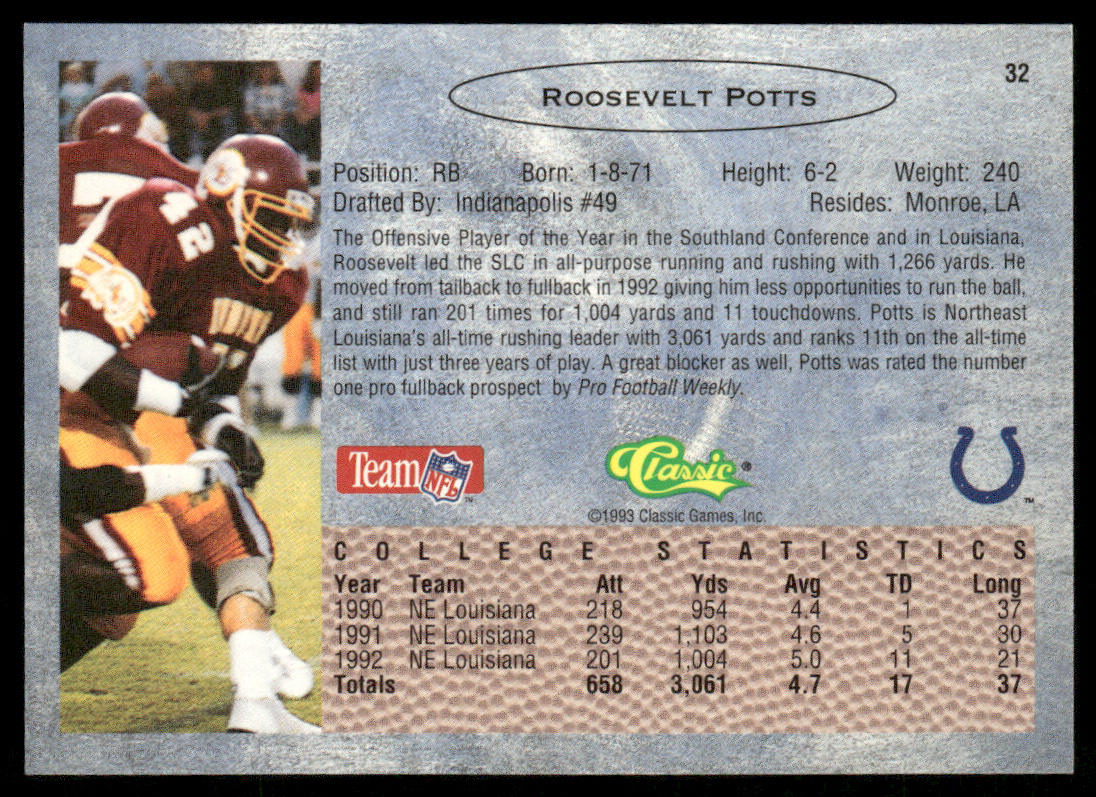 32
ROOSEVELT POTTS
Position: RB Born: 1-8-71 Height: 6-2 Weight: 240
Drafted By: Indianapolis #49 Resides: Monroe, LA
The Offensive Player of the Year in the Southland Conference and in Louisiana,
Roosevelt led the SLC in all-purpose running and rushing with 1,266 yards. He
moved from tailback to fullback in 1992 giving him less opportunities to run the ball,
and still ran 201 times for 1,004 yards and 11 touchdowns. Potts is Northeast
Louisiana's all-time rushing leader with 3,061 yards and ranks 11th on the all-time
list with just three years of play. A great blocker as well, Potts was rated the number
one pro fullback prospect by Pro Football Weekly.
42
7
Team NFL ™
Classic ®
™
©1993 Classic Games, Inc.
COLLEGE STATISTICS
Year Team Att Yds Avg TD Long
1990 NE Louisiana 218 954 4.4 1 37
1991 NE Louisiana 239 1,103 4.6 5 30
1992 NE Louisiana 201 1,004 5.0 11 21
Totals 658 3,061 4.7 17 37